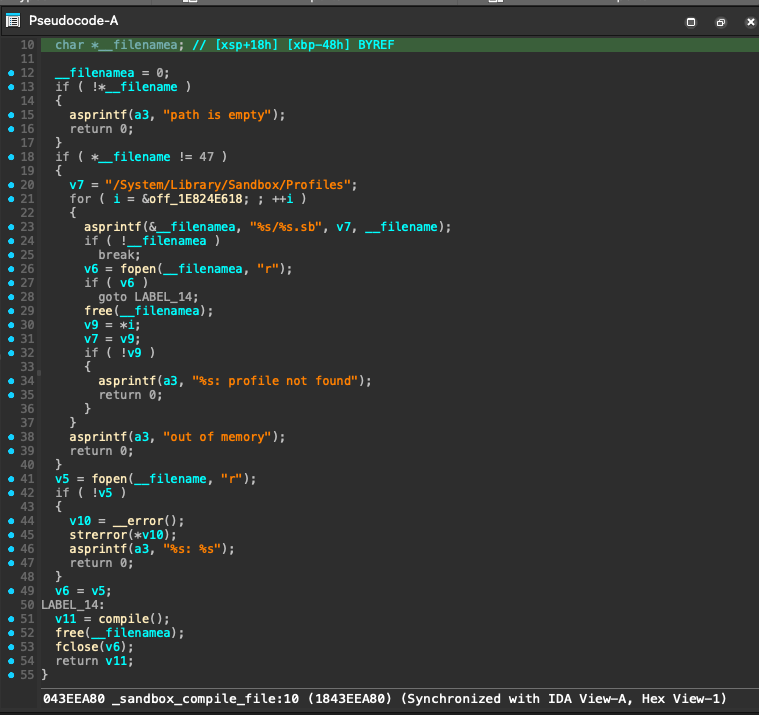 Pseudocode-A
10 char *__filenamea; // [xsp+18h] [xbp-48h] BYREF
11
12 __filenamea = 0;
13 if ( !*__filename )
14 {
15 asprintf(a3, "path is empty");
16 return 0;
17 }
18 if ( *__filename != 47 )
19 {
20 v7 = "/System/Library/Sandbox/Profiles";
21 for ( i = &off_1E824E618; ; ++i )
22 {
23 asprintf(&__filenamea, "%s/%s.sb", v7, __filename);
24 if ( !__filenamea )
25 break;
26 v6 = fopen(__filenamea, "r");
27 if ( v6 )
28 goto LABEL_14;
29 free(__filenamea);
30 v9 = *i;
31 v7 = v9;
32 if ( !v9 )
33 {
34 asprintf(a3, "%s: profile not found");
35 return 0;
36 }
37 }
38 asprintf(a3, "out of memory");
39 return 0;
40 }
41 v5 = fopen(__filename, "r");
42 if ( !v5 )
43 {
44 v10 = __error();
45 strerror(*v10);
46 asprintf(a3, "%s: %s");
47 return 0;
48 }
49 v6 = v5;
50 LABEL_14:
51 v11 = compile();
52 free(__filenamea);
53 fclose(v6);
54 return v11;
55 }
043EEA80 _sandbox_compile_file:10 (1843EEA80) (Synchronized with IDA View-A, Hex View-1)